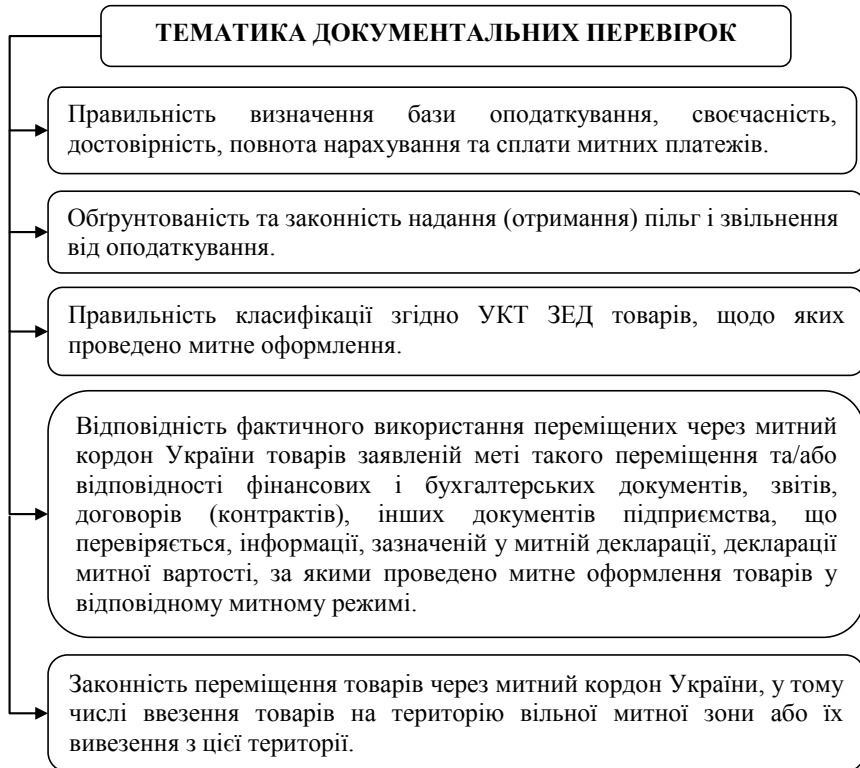 ТЕМАТИКА ДОКУМЕНТАЛЬНИХ ПЕРЕВІРОК
Правильність визначення бази оподаткування, своєчасність,
достовірність, повнота нарахування та сплати митних платежів.
Обґрунтованість та законність надання (отримання) пільг і звільнення
від оподаткування.
Правильність класифікації згідно УКТ ЗЕД товарів, щодо яких
проведено митне оформлення.
Відповідність фактичного використання переміщених через митний
кордон України товарів заявленій меті такого переміщення та/або
відповідності фінансових і бухгалтерських документів, звітів,
договорів (контрактів), інших документів підприємства, що
перевіряється, інформації, зазначеній у митній декларації, декларації
митної вартості, за якими проведено митне оформлення товарів у
відповідному митному режимі.
Законність переміщення товарів через митний кордон України, у тому
числі ввезення товарів на територію вільної митної зони або їх
вивезення з цієї території.